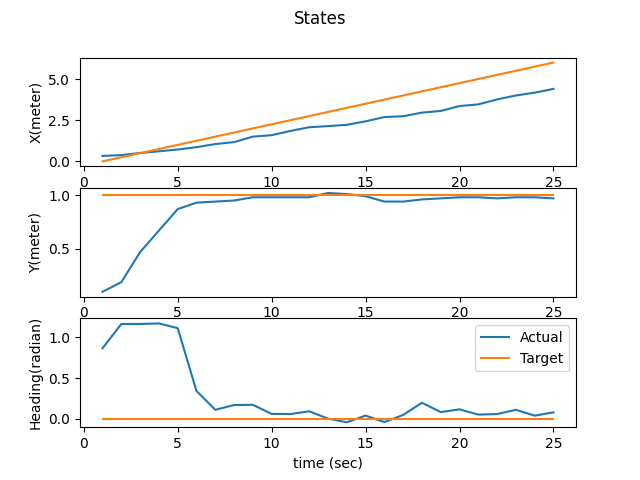 States
X(meter)
5.0
2.5
0.0
0 5 10 15 20 25
Y(meter)
1.0
0.5
0 5 10 15 20 25
Heading(radian)
1.0
0.5
0.0
Actual
Target
0 5 10 15 20 25
time (sec)